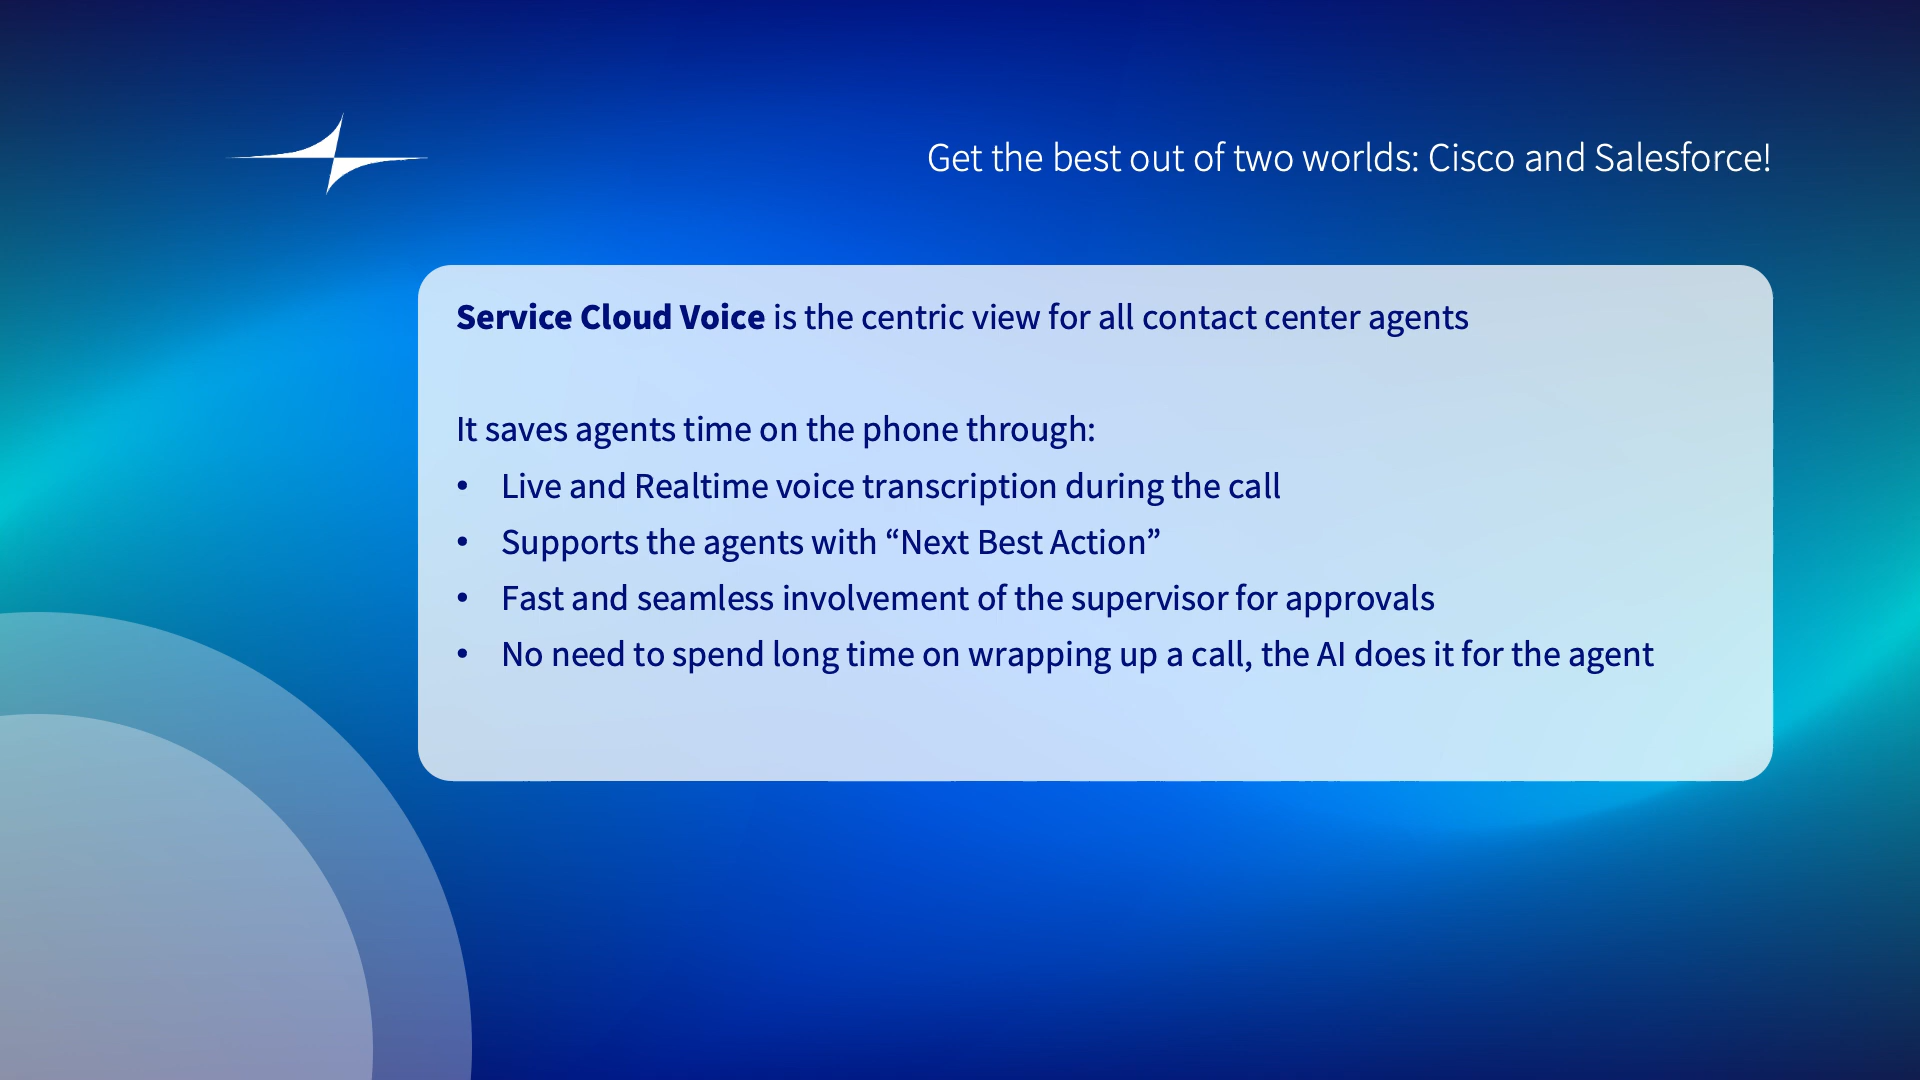 Get the best out of two worlds: Cisco and Salesforce!
Service Cloud Voice is the centric view for all contact center agents
It saves agents time on the phone through:
• Live and Realtime voice transcription during the call
• Supports the agents with “Next Best Action”
• Fast and seamless involvement of the supervisor for approvals
• No need to spend long time on wrapping up a call, the AI does it for the agent